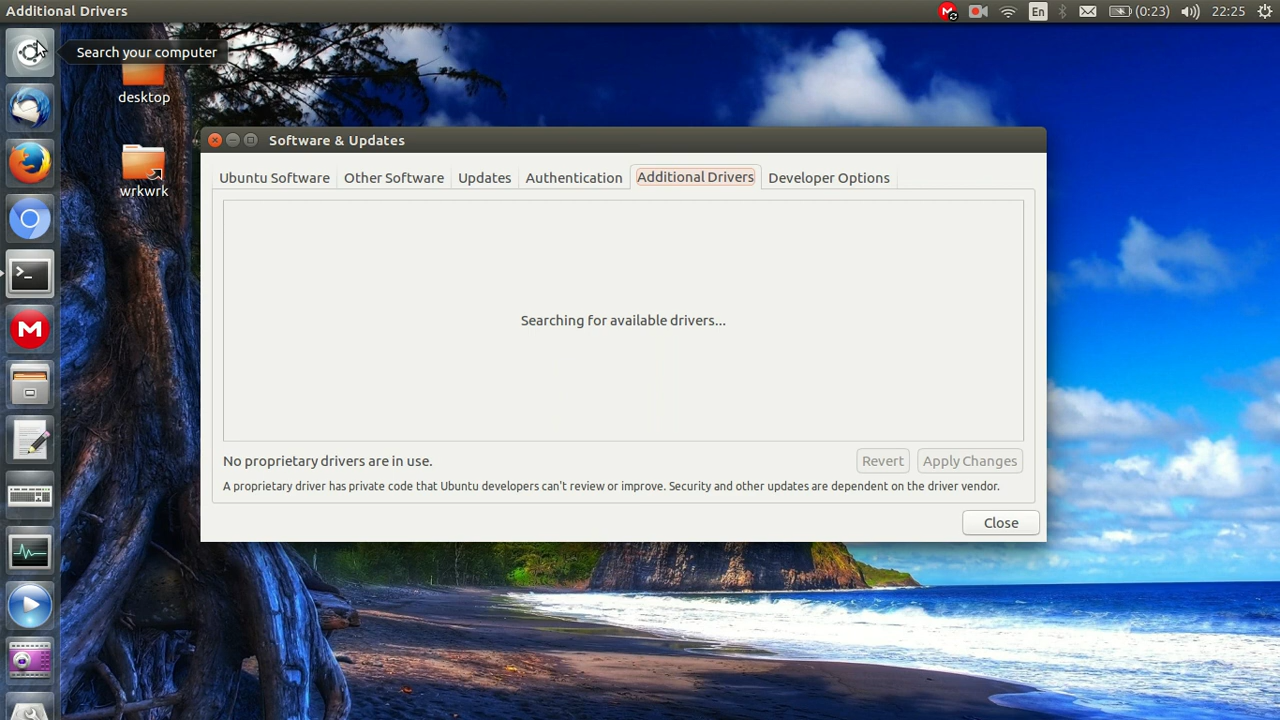 Additional Drivers
En
(0:23)
22:25
Search your computer
desktop
wrkwrk
Software & Updates
Ubuntu Software
Other Software
Updates
Authentication
Additional Drivers
Developer Options
Searching for available drivers...
No proprietary drivers are in use.
Revert
Apply Changes
A proprietary driver has private code that Ubuntu developers can't review or improve. Security and other updates are dependent on the driver vendor.
Close